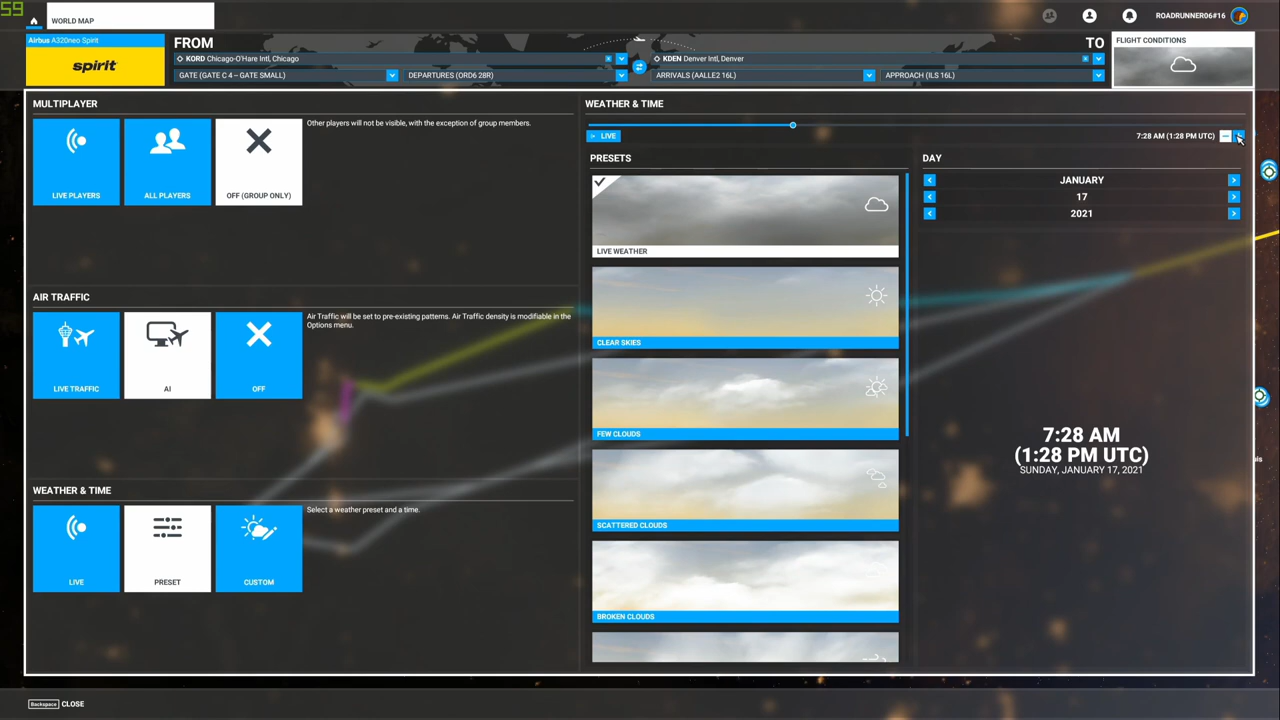 59
WORLD MAP
ROADRUNNER06#16
Airbus A320neo Spirit
spirit
FROM
TO
KORD Chicago-O'Hare Intl, Chicago
KDEN Denver Intl, Denver
GATE (GATE C 4 – GATE SMALL)
DEPARTURES (ORD6 28R)
ARRIVALS (AALLE2 16L)
APPROACH (ILS 16L)
FLIGHT CONDITIONS
MULTIPLAYER
LIVE PLAYERS
ALL PLAYERS
OFF (GROUP ONLY)
Other players will not be visible, with the exception of group members.
AIR TRAFFIC
LIVE TRAFFIC
AI
OFF
Air Traffic will be set to pre-existing patterns. Air Traffic density is modifiable in the
Options menu.
WEATHER & TIME
LIVE
PRESET
CUSTOM
Select a weather preset and a time.
WEATHER & TIME
LIVE
7:28 AM (1:28 PM UTC)
PRESETS
LIVE WEATHER
CLEAR SKIES
FEW CLOUDS
SCATTERED CLOUDS
BROKEN CLOUDS
DAY
JANUARY
17
2021
7:28 AM
(1:28 PM UTC)
SUNDAY, JANUARY 17, 2021
Backspace CLOSE